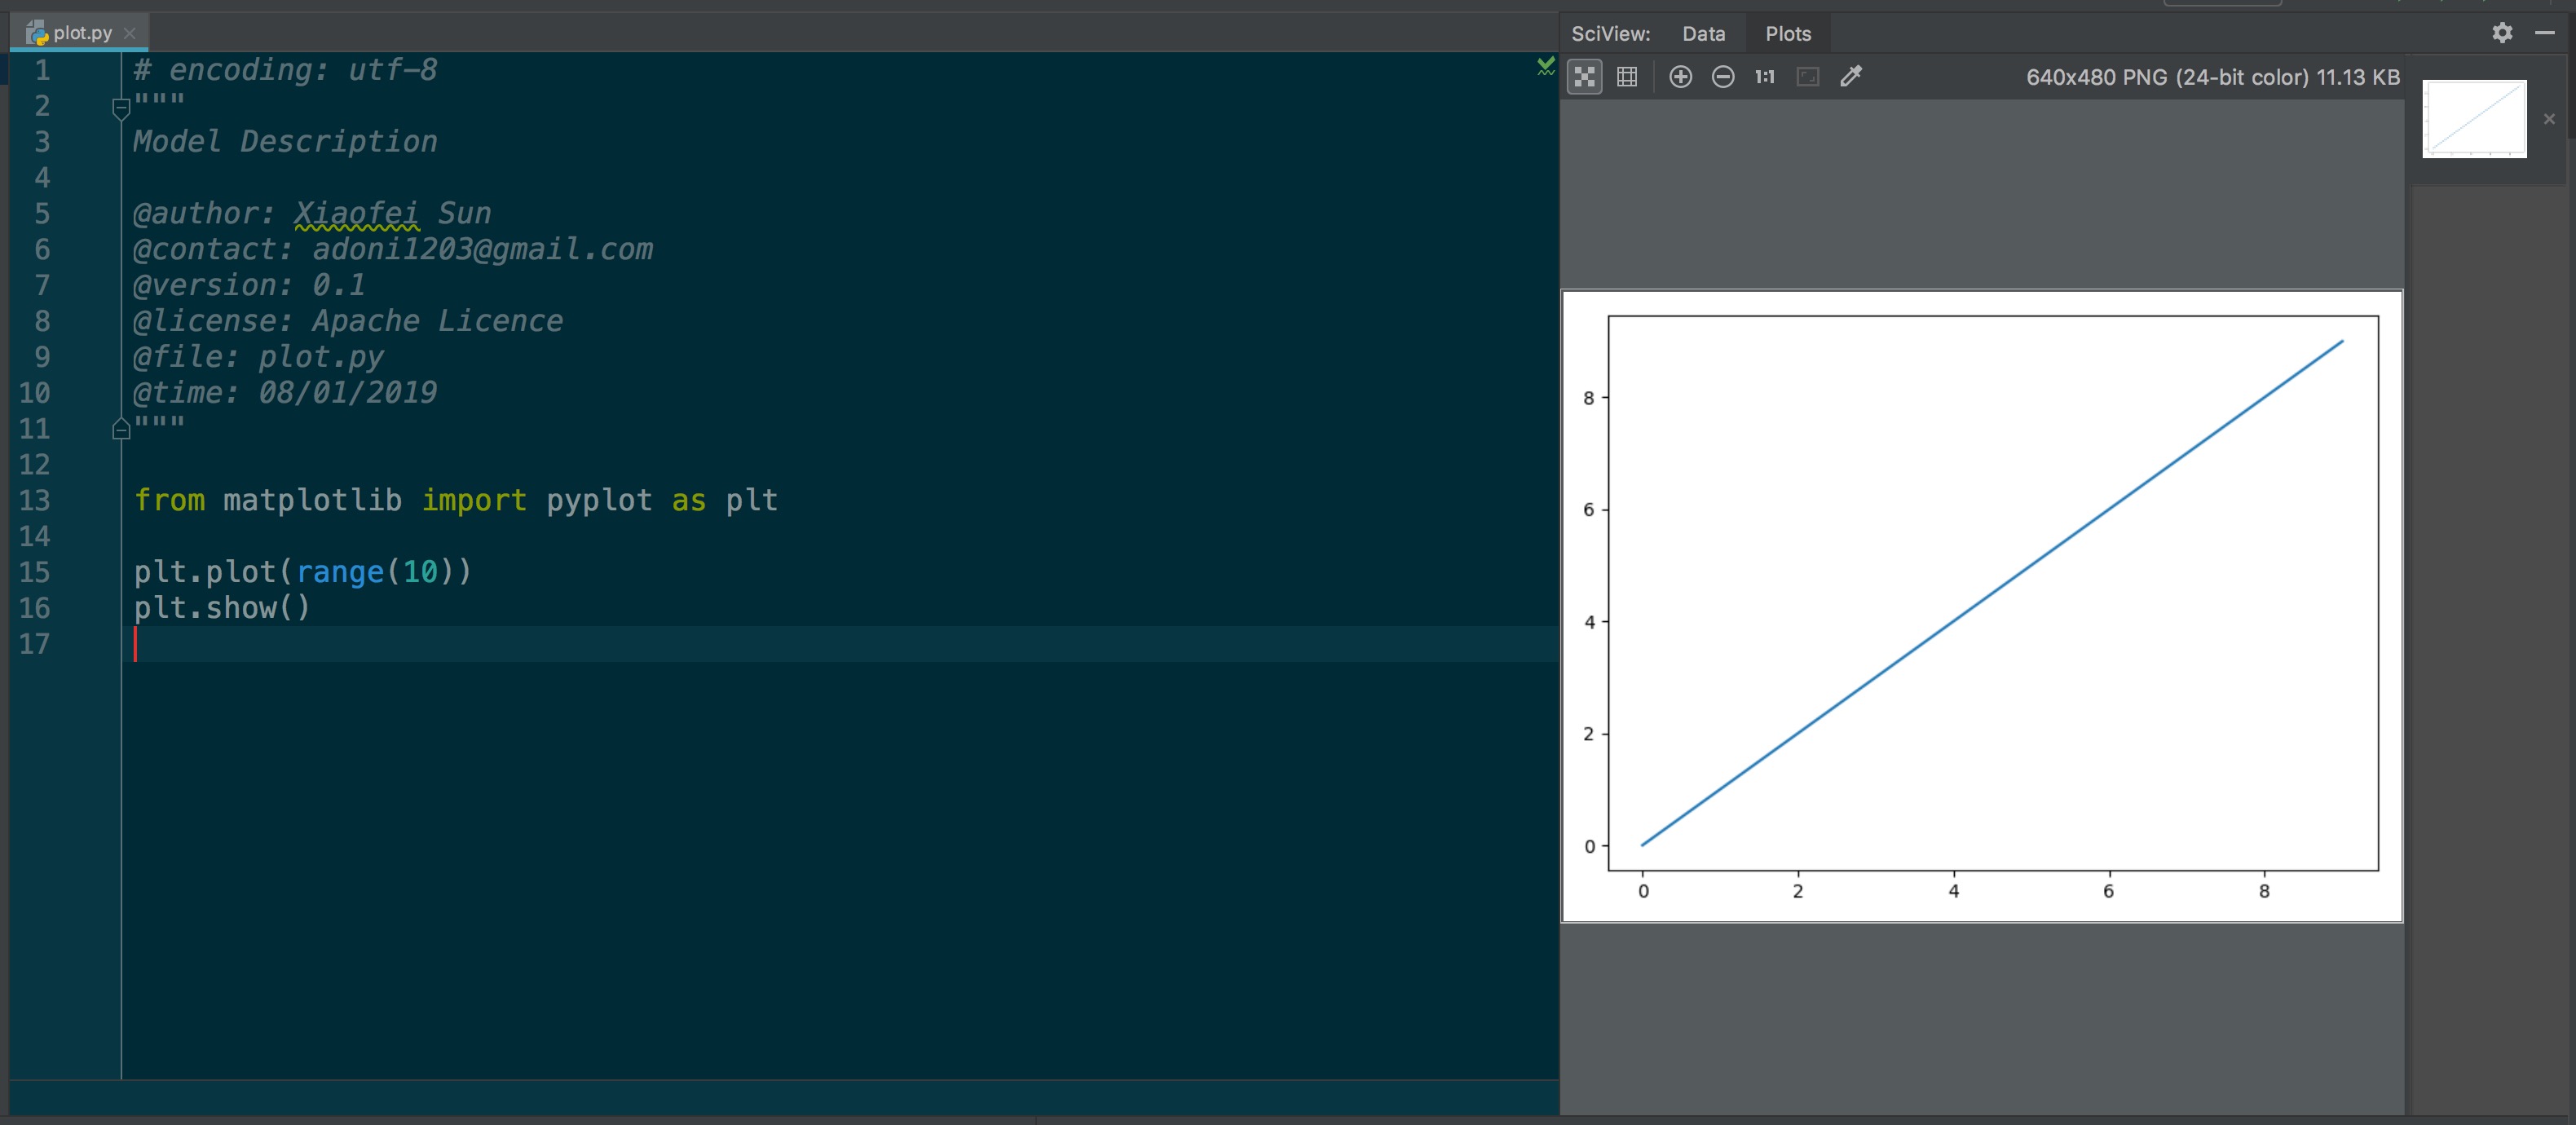 plot.py
1 # encoding: utf-8
2 """
3 Model Description
4
5 @author: Xiaofei Sun
6 @contact: adoni1203@gmail.com
7 @version: 0.1
8 @license: Apache Licence
9 @file: plot.py
10 @time: 08/01/2019
11 """
12
13 from matplotlib import pyplot as plt
14
15 plt.plot(range(10))
16 plt.show()
17
SciView: Data Plots
1:1 640x480 PNG (24-bit color) 11.13 KB
8
6
4
2
0
0 2 4 6 8